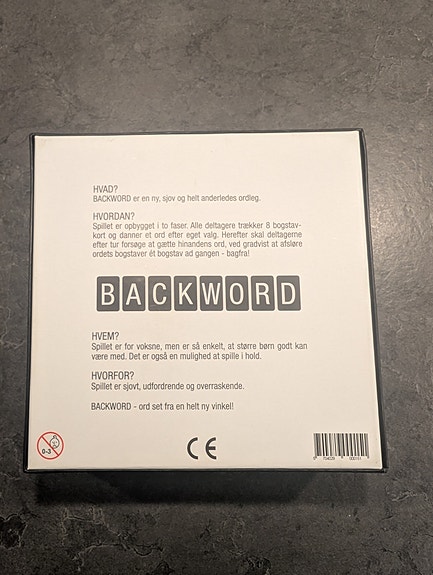 HVAD?
BACKWORD er en ny, sjov og helt anderledes ordleg.
HVORDAN?
Spillet er opbygget i to faser. Alle deltagere trækker 8 bogstav-
kort og danner et ord efter eget valg. Herefter skal deltagerne
efter tur forsøge at gætte hinandens ord, ved gradvist at afsløre
ordets bogstaver ét bogstav ad gangen - bagfra!
BACKWORD
HVEM?
Spillet er for voksne, men er så enkelt, at større børn godt kan
være med. Det er også en mulighed at spille i hold.
HVORFOR?
Spillet er sjovt, udfordrende og overraskende.
BACKWORD - ord set fra en helt ny vinkel!
0-3
CE